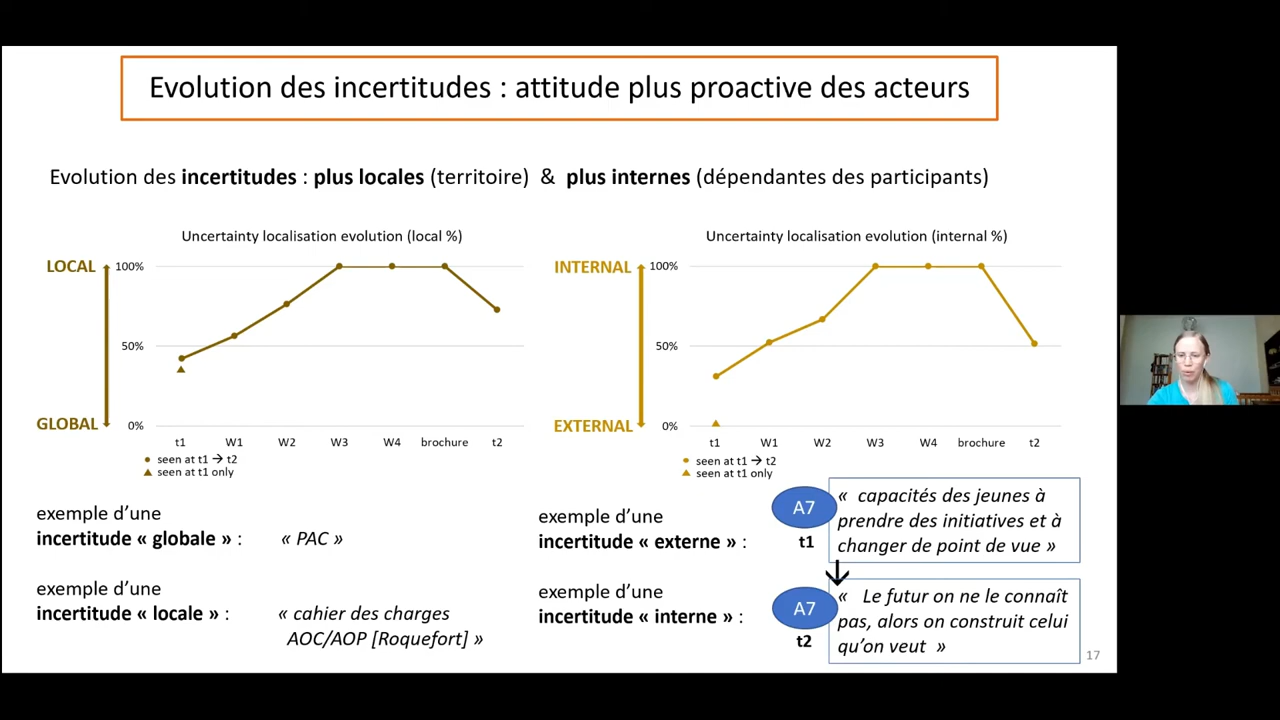 Evolution des incertitudes : attitude plus proactive des acteurs
Evolution des incertitudes : plus locales (territoire) & plus internes (dépendantes des participants)
Uncertainty localisation evolution (local %)
LOCAL
100%
50%
GLOBAL
0%
t1 W1 W2 W3 W4 brochure t2
● seen at t1 → t2
▲ seen at t1 only
Uncertainty localisation evolution (internal %)
INTERNAL
100%
50%
EXTERNAL
0%
t1 W1 W2 W3 W4 brochure t2
● seen at t1 → t2
▲ seen at t1 only
exemple d’une
incertitude « globale » : « PAC »
exemple d’une
incertitude « locale » : « cahier des charges
AOC/AOP [Roquefort] »
exemple d’une
incertitude « externe » :
A7
t1
« capacités des jeunes à
prendre des initiatives et à
changer de point de vue »
exemple d’une
incertitude « interne » :
A7
t2
« Le futur on ne le connaît
pas, alors on construit celui
qu’on veut »
17